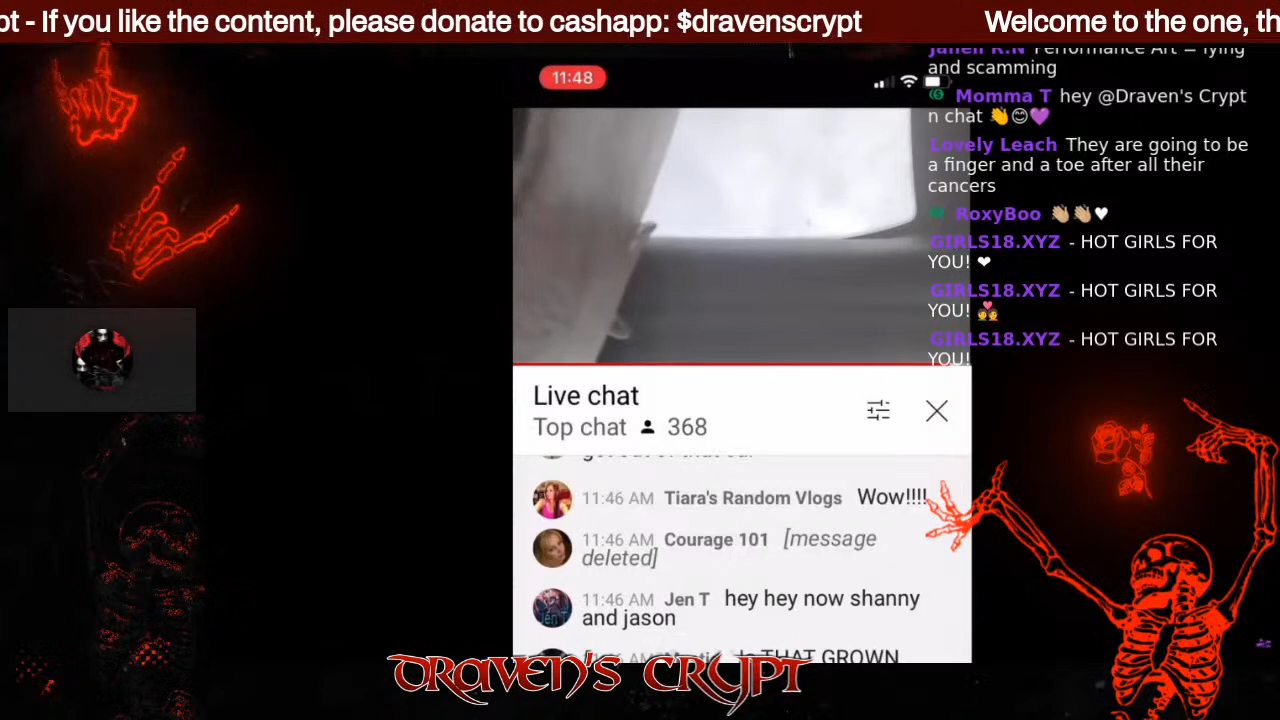 pt - If you like the content, please donate to cashapp: $dravenscrypt
Welcome to the one, th
11:48
Janell R.N Performance Art = lying
and scamming
Momma T hey @Draven's Crypt
n chat 👋😊💜
Lovely Leach They are going to be
a finger and a toe after all their
cancers
RoxyBoo 👋🏼👋🏼♥
GIRLS18.XYZ - HOT GIRLS FOR
YOU! ❤
GIRLS18.XYZ - HOT GIRLS FOR
YOU! 💑
GIRLS18.XYZ - HOT GIRLS FOR
YOU!
Live chat
Top chat 368
11:46 AM Tiara's Random Vlogs Wow!!!!
11:46 AM Courage 101 [message
deleted]
11:46 AM Jen T hey hey now shanny
and jason
Jen T
AM Is THAT GROWN
DRAVEN'S CRYPT